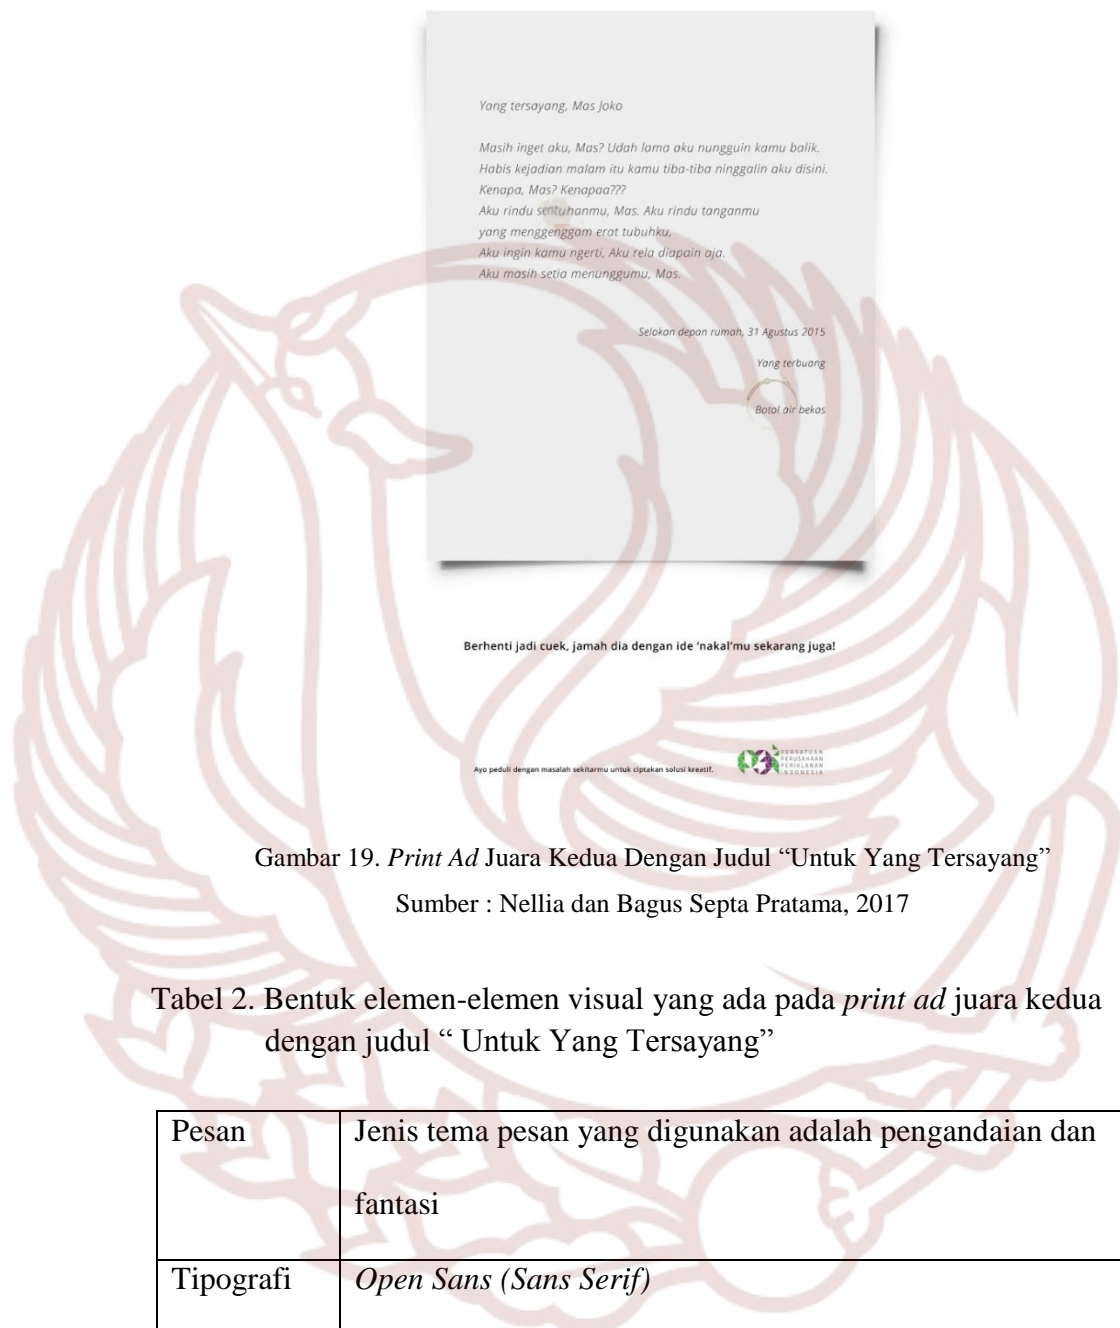 Yang tersayang, Mas Joko
Masih inget aku, Mas? Udah lama aku nungguin kamu balik.
Habis kejadian malam itu kamu tiba-tiba ninggalin aku disini.
Kenapa, Mas? Kenapaa???
Aku rindu sentuhanmu, Mas. Aku rindu tanganmu
yang menggenggam erat tubuhku,
Aku ingin kamu ngerti, Aku rela diapain aja.
Aku masih setia menunggumu, Mas.
Selokan depan rumah, 31 Agustus 2015
Yang terbuang
Botol air bekas
Berhenti jadi cuek, jamah dia dengan ide 'nakal'mu sekarang juga!
Ayo peduli dengan masalah sekitarmu untuk ciptakan solusi kreatif.
PERSATUAN
PERUSAHAAN
PERIKLANAN
INDONESIA
Gambar 19. Print Ad Juara Kedua Dengan Judul “Untuk Yang Tersayang”
Sumber : Nellia dan Bagus Septa Pratama, 2017
Tabel 2. Bentuk elemen-elemen visual yang ada pada print ad juara kedua
dengan judul “ Untuk Yang Tersayang”
Pesan Jenis tema pesan yang digunakan adalah pengandaian dan
fantasi
Tipografi Open Sans (Sans Serif)